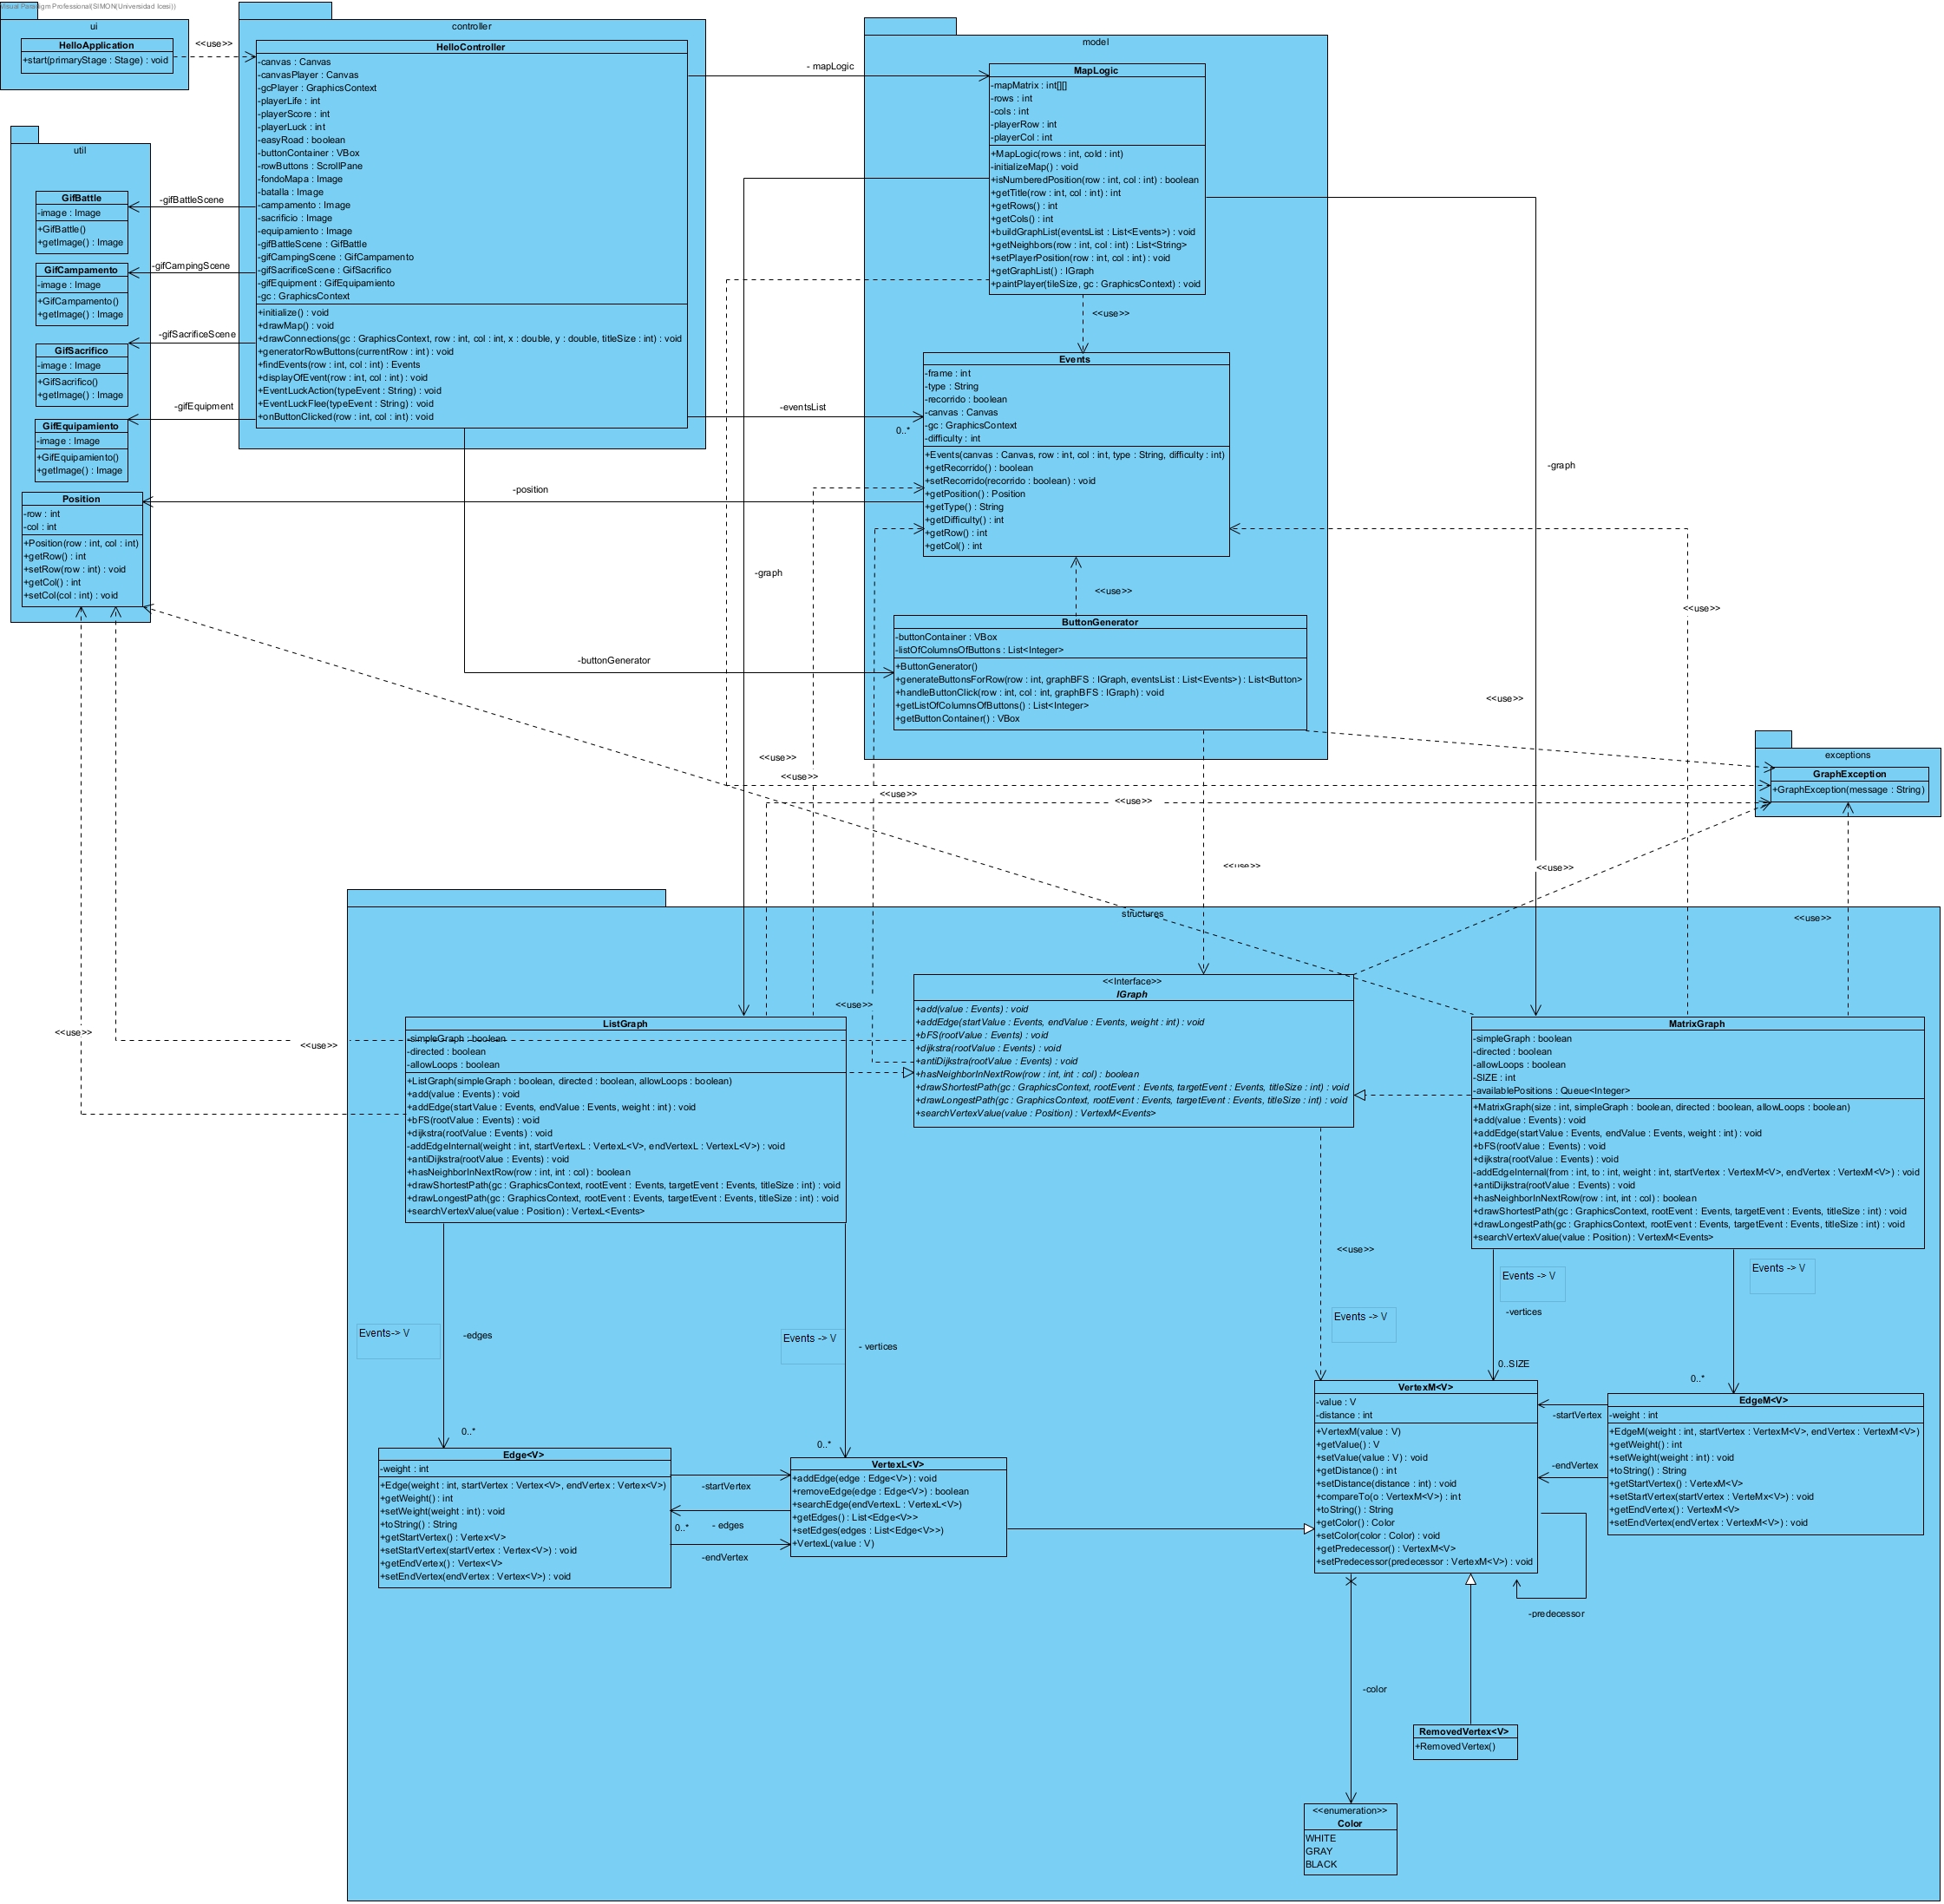 Visual Paradigm Professional(SIMON(Universidad Icesi))
ui
HelloApplication
+start(primaryStage : Stage) : void
<<use>>
controller
HelloController
-canvas : Canvas
-canvasPlayer : Canvas
-gcPlayer : GraphicsContext
-playerLife : int
-playerScore : int
-playerLuck : int
-easyRoad : boolean
-buttonContainer : VBox
-rowButtons : ScrollPane
-fondoMapa : Image
-batalla : Image
-campamento : Image
-sacrificio : Image
-equipamiento : Image
-gifBattleScene : GifBattle
-gifCampingScene : GifCampamento
-gifSacrificeScene : GifSacrifico
-gifEquipment : GifEquipamiento
-gc : GraphicsContext
+initialize() : void
+drawMap() : void
+drawConnections(gc : GraphicsContext, row : int, col : int, x : double, y : double, titleSize : int) : void
+generatorRowButtons(currentRow : int) : void
+findEvents(row : int, col : int) : Events
+displayOfEvent(row : int, col : int) : void
+EventLuckAction(typeEvent : String) : void
+EventLuckFlee(typeEvent : String) : void
+onButtonClicked(row : int, col : int) : void
util
GifBattle
-image : Image
+GifBattle()
+getImage() : Image
GifCampamento
-image : Image
+GifCampamento()
+getImage() : Image
GifSacrifico
-image : Image
+GifSacrifico()
+getImage() : Image
GifEquipamiento
-image : Image
+GifEquipamiento()
+getImage() : Image
Position
-row : int
-col : int
+Position(row : int, col : int)
+getRow() : int
+setRow(row : int) : void
+getCol() : int
+setCol(col : int) : void
-gifBattleScene
-gifCampingScene
-gifSacrificeScene
-gifEquipment
- mapLogic
-eventsList
0..*
-position
-graph
-buttonGenerator
model
MapLogic
-mapMatrix : int[][]
-rows : int
-cols : int
-playerRow : int
-playerCol : int
+MapLogic(rows : int, cold : int)
-initializeMap() : void
+isNumberedPosition(row : int, col : int) : boolean
+getTitle(row : int, col : int) : int
+getRows() : int
+getCols() : int
+buildGraphList(eventsList : List<Events>) : void
+getNeighbors(row : int, col : int) : List<String>
+setPlayerPosition(row : int, col : int) : void
+getGraphList() : IGraph
+paintPlayer(tileSize, gc : GraphicsContext) : void
<<use>>
Events
-frame : int
-type : String
-recorrido : boolean
-canvas : Canvas
-gc : GraphicsContext
-difficulty : int
+Events(canvas : Canvas, row : int, col : int, type : String, difficulty : int)
+getRecorrido() : boolean
+setRecorrido(recorrido : boolean) : void
+getPosition() : Position
+getType() : String
+getDifficulty() : int
+getRow() : int
+getCol() : int
<<use>>
ButtonGenerator
-buttonContainer : VBox
-listOfColumnsOfButtons : List<Integer>
+ButtonGenerator()
+generateButtonsForRow(row : int, graphBFS : IGraph, eventsList : List<Events>) : List<Button>
+handleButtonClick(row : int, col : int, graphBFS : IGraph) : void
+getListOfColumnsOfButtons() : List<Integer>
+getButtonContainer() : VBox
-graph
<<use>>
<<use>>
<<use>>
<<use>>
<<use>>
<<use>>
exceptions
GraphException
+GraphException(message : String)
<<use>>
<<use>>
<<use>>
structures
<<use>>
<<use>>
<<use>>
ListGraph
-simpleGraph : boolean
-directed : boolean
-allowLoops : boolean
+ListGraph(simpleGraph : boolean, directed : boolean, allowLoops : boolean)
+add(value : Events) : void
+addEdge(startValue : Events, endValue : Events, weight : int) : void
+bFS(rootValue : Events) : void
+dijkstra(rootValue : Events) : void
-addEdgeInternal(weight : int, startVertexL : VertexL<V>, endVertexL : VertexL<V>) : void
+antiDijkstra(rootValue : Events) : void
+hasNeighborInNextRow(row : int, int : col) : boolean
+drawShortestPath(gc : GraphicsContext, rootEvent : Events, targetEvent : Events, titleSize : int) : void
+drawLongestPath(gc : GraphicsContext, rootEvent : Events, targetEvent : Events, titleSize : int) : void
+searchVertexValue(value : Position) : VertexL<Events>
<<Interface>>
IGraph
+add(value : Events) : void
+addEdge(startValue : Events, endValue : Events, weight : int) : void
+bFS(rootValue : Events) : void
+dijkstra(rootValue : Events) : void
+antiDijkstra(rootValue : Events) : void
+hasNeighborInNextRow(row : int, int : col) : boolean
+drawShortestPath(gc : GraphicsContext, rootEvent : Events, targetEvent : Events, titleSize : int) : void
+drawLongestPath(gc : GraphicsContext, rootEvent : Events, targetEvent : Events, titleSize : int) : void
+searchVertexValue(value : Position) : VertexM<Events>
MatrixGraph
-simpleGraph : boolean
-directed : boolean
-allowLoops : boolean
-SIZE : int
-availablePositions : Queue<Integer>
+MatrixGraph(size : int, simpleGraph : boolean, directed : boolean, allowLoops : boolean)
+add(value : Events) : void
+addEdge(startValue : Events, endValue : Events, weight : int) : void
+bFS(rootValue : Events) : void
+dijkstra(rootValue : Events) : void
-addEdgeInternal(from : int, to : int, weight : int, startVertex : VertexM<V>, endVertex : VertexM<V>) : void
+antiDijkstra(rootValue : Events) : void
+hasNeighborInNextRow(row : int, int : col) : boolean
+drawShortestPath(gc : GraphicsContext, rootEvent : Events, targetEvent : Events, titleSize : int) : void
+drawLongestPath(gc : GraphicsContext, rootEvent : Events, targetEvent : Events, titleSize : int) : void
+searchVertexValue(value : Position) : VertexM<Events>
<<use>>
Events -> V
Events -> V
-vertices
Events -> V
0..SIZE
0..*
Events-> V
-edges
Events -> V
- vertices
0..*
0..*
Edge<V>
-weight : int
+Edge(weight : int, startVertex : Vertex<V>, endVertex : Vertex<V>)
+getWeight() : int
+setWeight(weight : int) : void
+toString() : String
+getStartVertex() : Vertex<V>
+setStartVertex(startVertex : Vertex<V>) : void
+getEndVertex() : Vertex<V>
+setEndVertex(endVertex : Vertex<V>) : void
-startVertex
0..*
- edges
-endVertex
VertexL<V>
+addEdge(edge : Edge<V>) : void
+removeEdge(edge : Edge<V>) : boolean
+searchEdge(endVertexL : VertexL<V>)
+getEdges() : List<Edge<V>>
+setEdges(edges : List<Edge<V>>)
+VertexL(value : V)
VertexM<V>
-value : V
-distance : int
+VertexM(value : V)
+getValue() : V
+setValue(value : V) : void
+getDistance() : int
+setDistance(distance : int) : void
+compareTo(o : VertexM<V>) : int
+toString() : String
+getColor() : Color
+setColor(color : Color) : void
+getPredecessor() : VertexM<V>
+setPredecessor(predecessor : VertexM<V>) : void
-startVertex
-endVertex
EdgeM<V>
-weight : int
+EdgeM(weight : int, startVertex : VertexM<V>, endVertex : VertexM<V>)
+getWeight() : int
+setWeight(weight : int) : void
+toString() : String
+getStartVertex() : VertexM<V>
+setStartVertex(startVertex : VerteMx<V>) : void
+getEndVertex() : VertexM<V>
+setEndVertex(endVertex : VertexM<V>) : void
-predecessor
-color
RemovedVertex<V>
+RemovedVertex()
<<enumeration>>
Color
WHITE
GRAY
BLACK